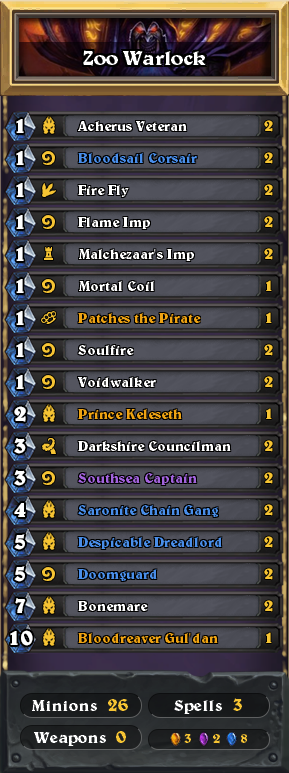 Zoo Warlock
1 Acherus Veteran 2
1 Bloodsail Corsair 2
1 Fire Fly 2
1 Flame Imp 2
1 Malchezaar's Imp 2
1 Mortal Coil 1
1 Patches the Pirate 1
1 Soulfire 2
1 Voidwalker 2
2 Prince Keleseth 1
3 Darkshire Councilman 2
3 Southsea Captain 2
4 Saronite Chain Gang 2
5 Despicable Dreadlord 2
5 Doomguard 2
7 Bonemare 2
10 Bloodreaver Gul'dan 1
Minions 26 Spells 3
Weapons 0 3 2 8